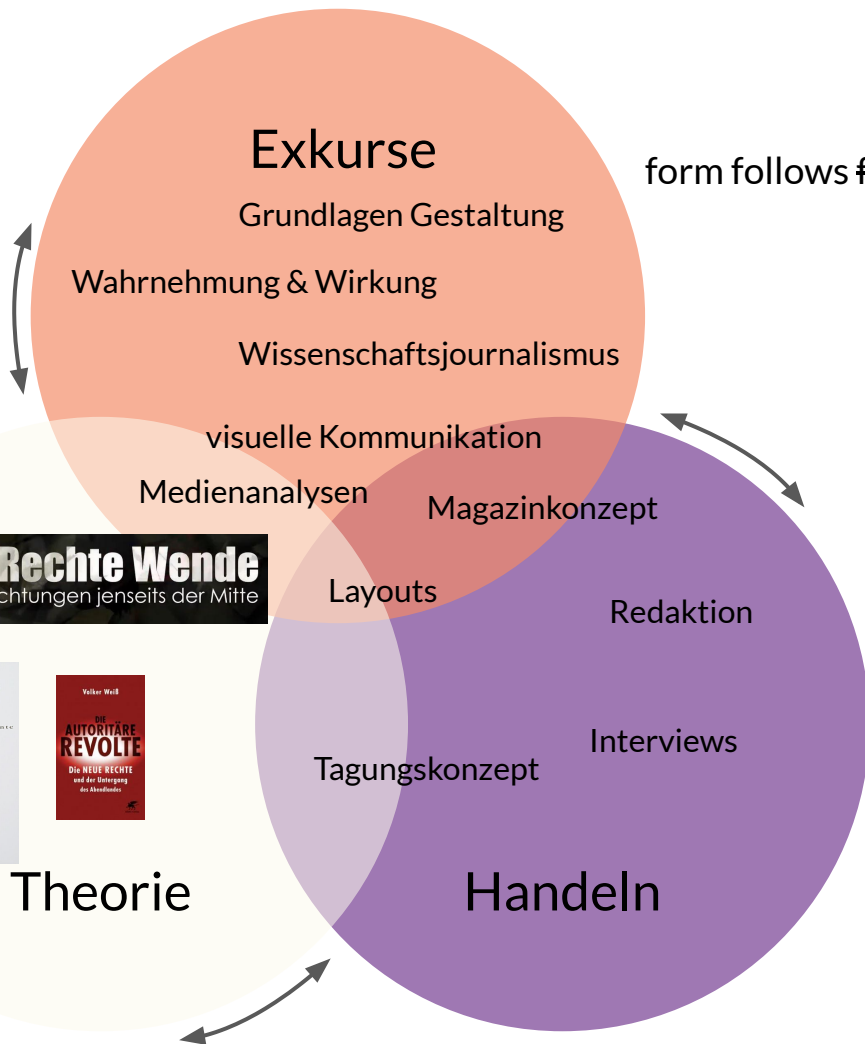 Exkurse
form follows
Grundlagen Gestaltung
Wahrnehmung & Wirkung
Wissenschaftsjournalismus
visuelle Kommunikation
Medienanalysen
Magazinkonzept
Rechte Wende
chtungen jenseits der Mitte
Layouts
Redaktion
Volker Weiß
DIE
AUTORITÄRE
REVOLTE
Die NEUE RECHTE
und der Untergang
des Abendlandes
Interviews
Tagungskonzept
Theorie
Handeln